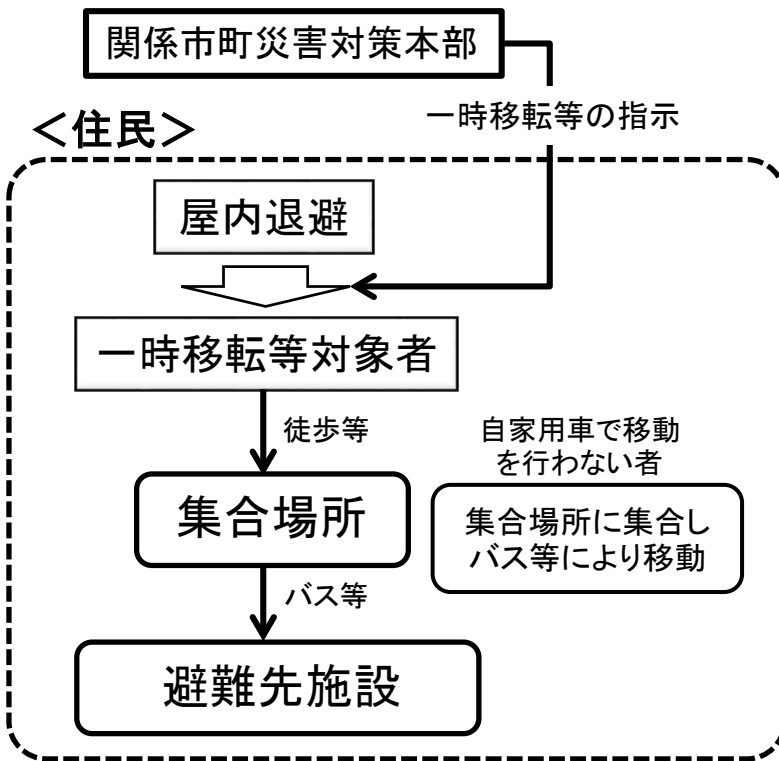 関係市町災害対策本部
一時移転等の指示
＜住民＞
屋内退避
一時移転等対象者
徒歩等
自家用車で移動
を行わない者
集合場所
集合場所に集合し
バス等により移動
バス等
避難先施設